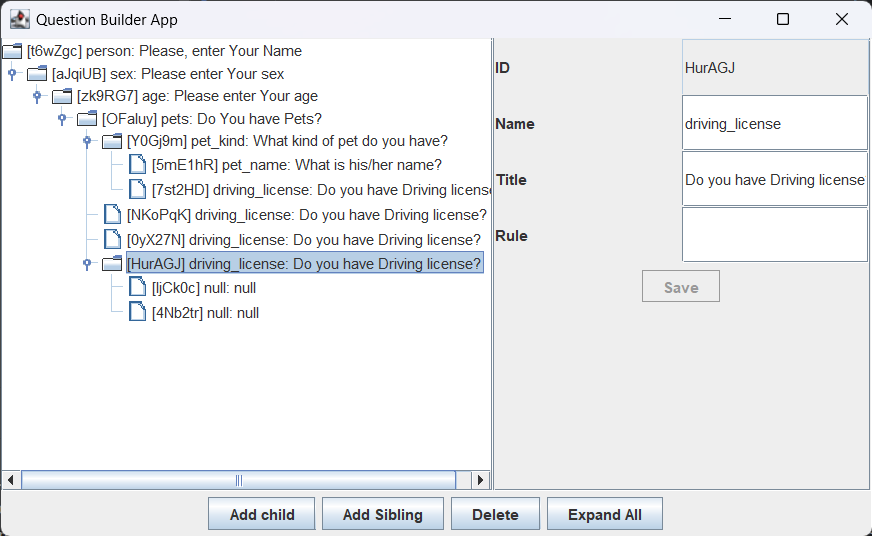 Question Builder App
[t6wZgc] person: Please, enter Your Name
[aJqiUB] sex: Please enter Your sex
[zk9RG7] age: Please enter Your age
[OFaluy] pets: Do You have Pets?
[Y0Gj9m] pet_kind: What kind of pet do you have?
[5mE1hR] pet_name: What is his/her name?
[7st2HD] driving_license: Do you have Driving license
[NKoPqK] driving_license: Do you have Driving license?
[0yX27N] driving_license: Do you have Driving license?
[HurAGJ] driving_license: Do you have Driving license?
[ljCk0c] null: null
[4Nb2tr] null: null
ID
HurAGJ
Name
driving_license
Title
Do you have Driving license
Rule
Save
Add child
Add Sibling
Delete
Expand All